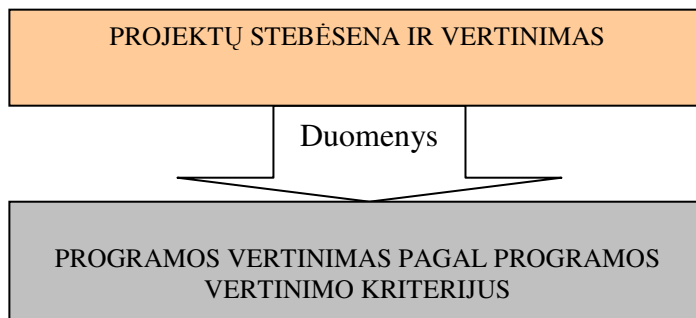 PROJEKTŲ STEBĖSENA IR VERTINIMAS
Duomenys
PROGRAMOS VERTINIMAS PAGAL PROGRAMOS
VERTINIMO KRITERIJUS